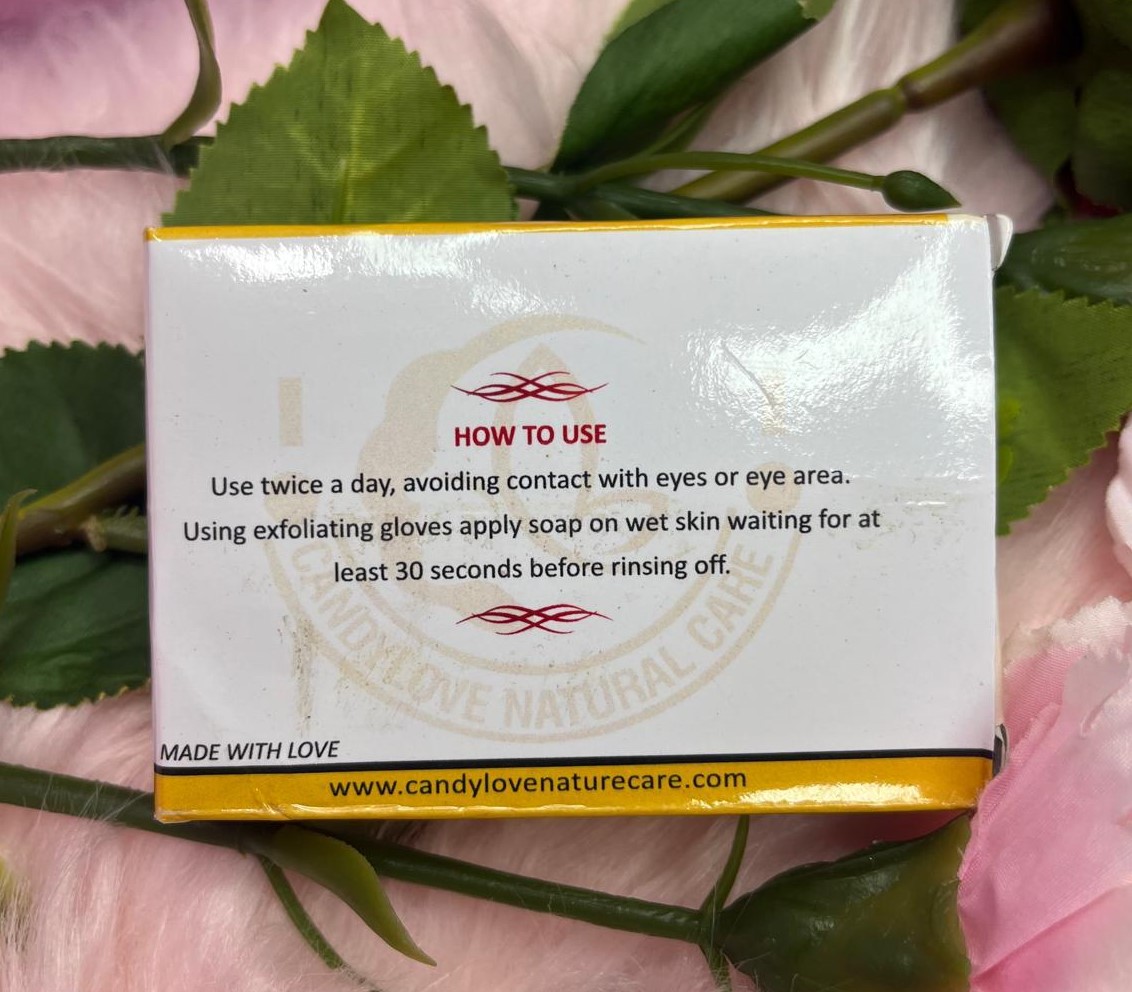 HOW TO USE
Use twice a day, avoiding contact with eyes or eye area.
Using exfoliating gloves apply soap on wet skin waiting for at
least 30 seconds before rinsing off.
CANDYLOVE NATURAL CARE
MADE WITH LOVE
www.candylovenaturecare.com